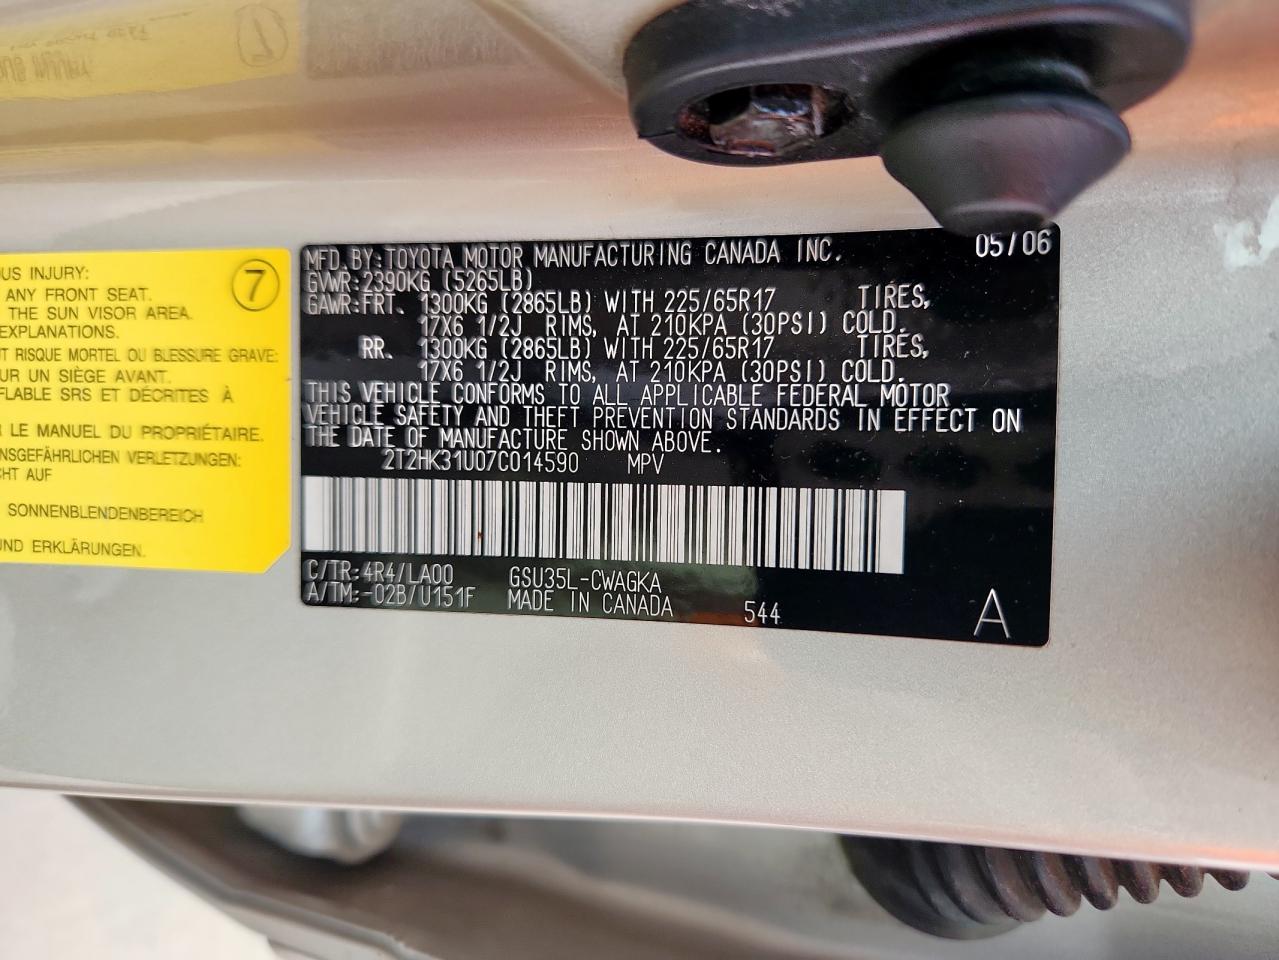 US INJURY:
ANY FRONT SEAT.
THE SUN VISOR AREA.
EXPLANATIONS.
UT RISQUE MORTEL OU BLESSURE GRAVE:
UR UN SIÈGE AVANT.
FLABLE SRS ET DÉCRITES À
LE MANUEL DU PROPRIÉTAIRE.
NSGEFÄHRLICHEN VERLETZUNGEN:
HT AUF
SONNENBLENDENBEREICH
ND ERKLÄRUNGEN.
7
MFD.BY:TOYOTA MOTOR MANUFACTURING CANADA INC. 05/06
GVWR:2390KG (5265LB)
GAWR:FRT. 1300KG (2865LB) WITH 225/65R17 TIRES,
17X6 1/2J RIMS, AT 210KPA (30PSI) COLD.
RR. 1300KG (2865LB) WITH 225/65R17 TIRES,
17X6 1/2J RIMS, AT 210KPA (30PSI) COLD.
THIS VEHICLE CONFORMS TO ALL APPLICABLE FEDERAL MOTOR
VEHICLE SAFETY AND THEFT PREVENTION STANDARDS IN EFFECT ON
THE DATE OF MANUFACTURE SHOWN ABOVE.
2T2HK31U07C014590 MPV
C/TR:4R4/LA00 GSU35L-CWAGKA
A/TM:-02B/U151F MADE IN CANADA 544 A